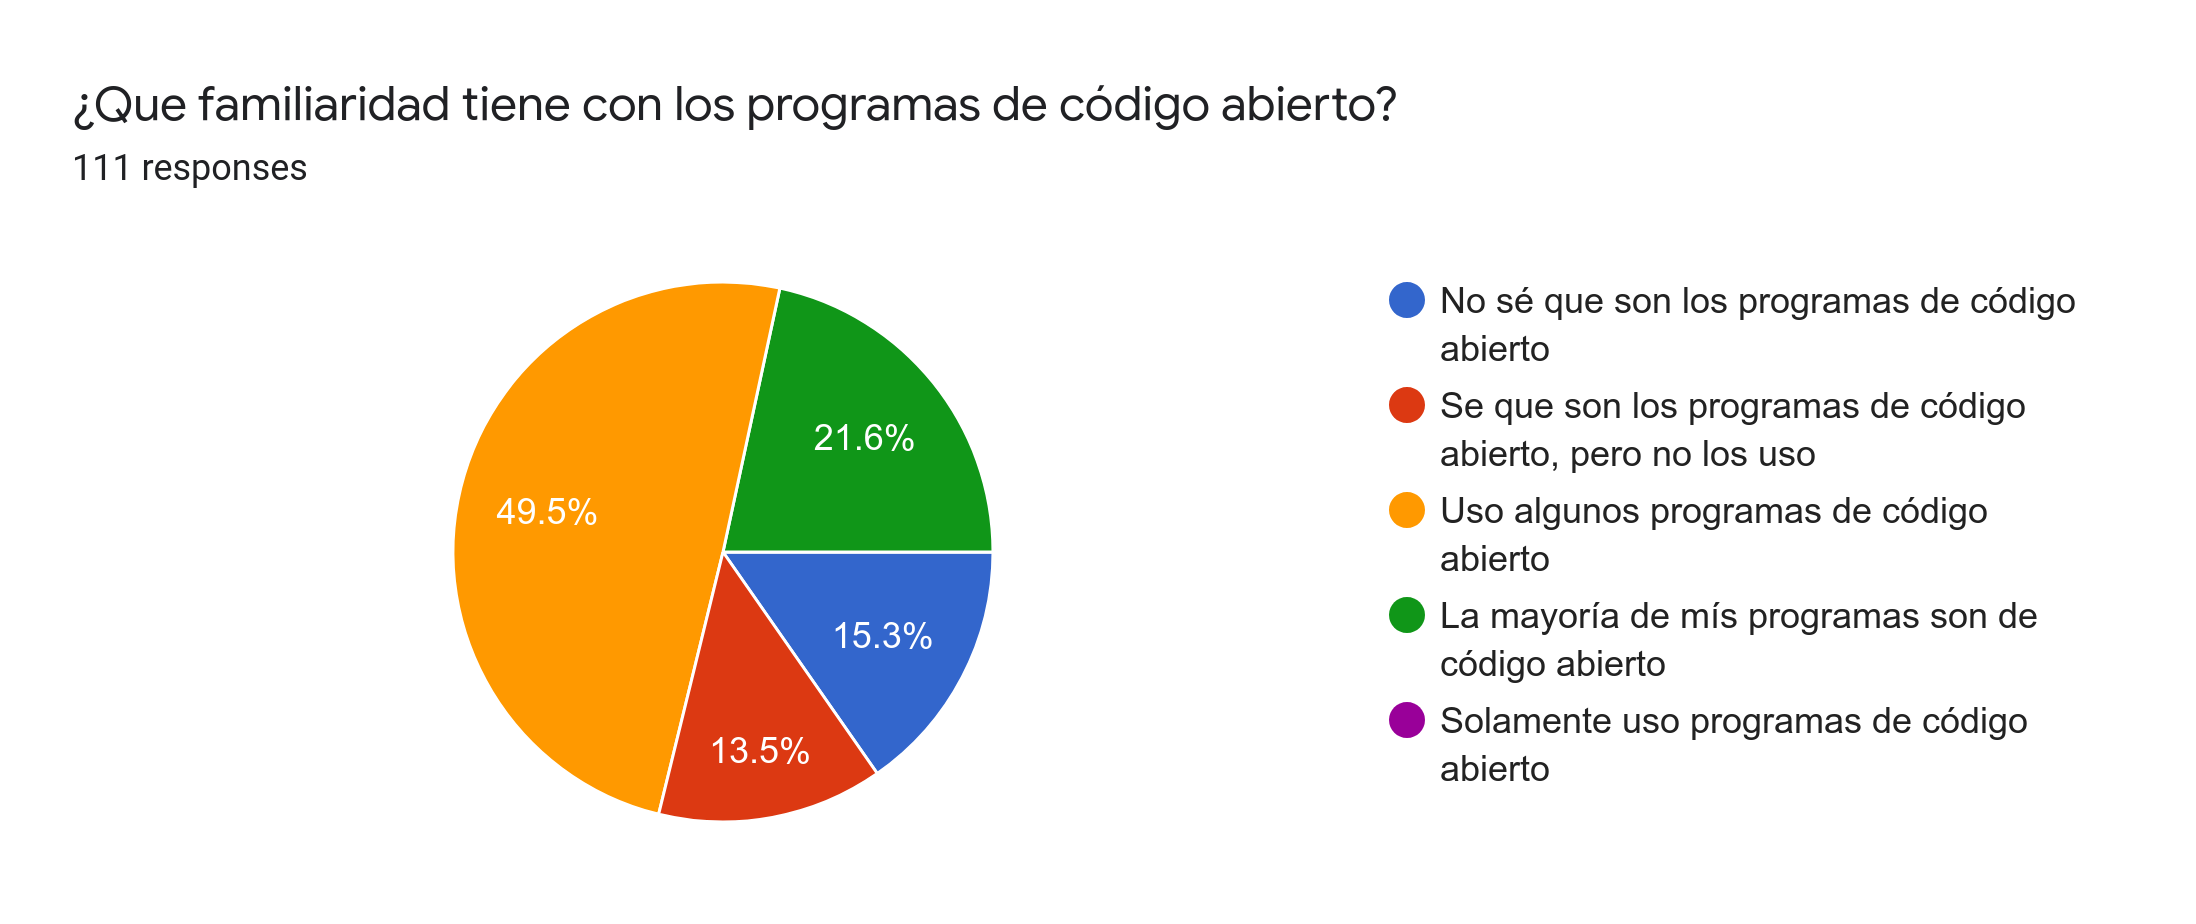 ¿Que familiaridad tiene con los programas de código abierto?
111 responses
21.6%
49.5%
15.3%
13.5%
No sé que son los programas de código
abierto
Se que son los programas de código
abierto, pero no los uso
Uso algunos programas de código
abierto
La mayoría de mís programas son de
código abierto
Solamente uso programas de código
abierto